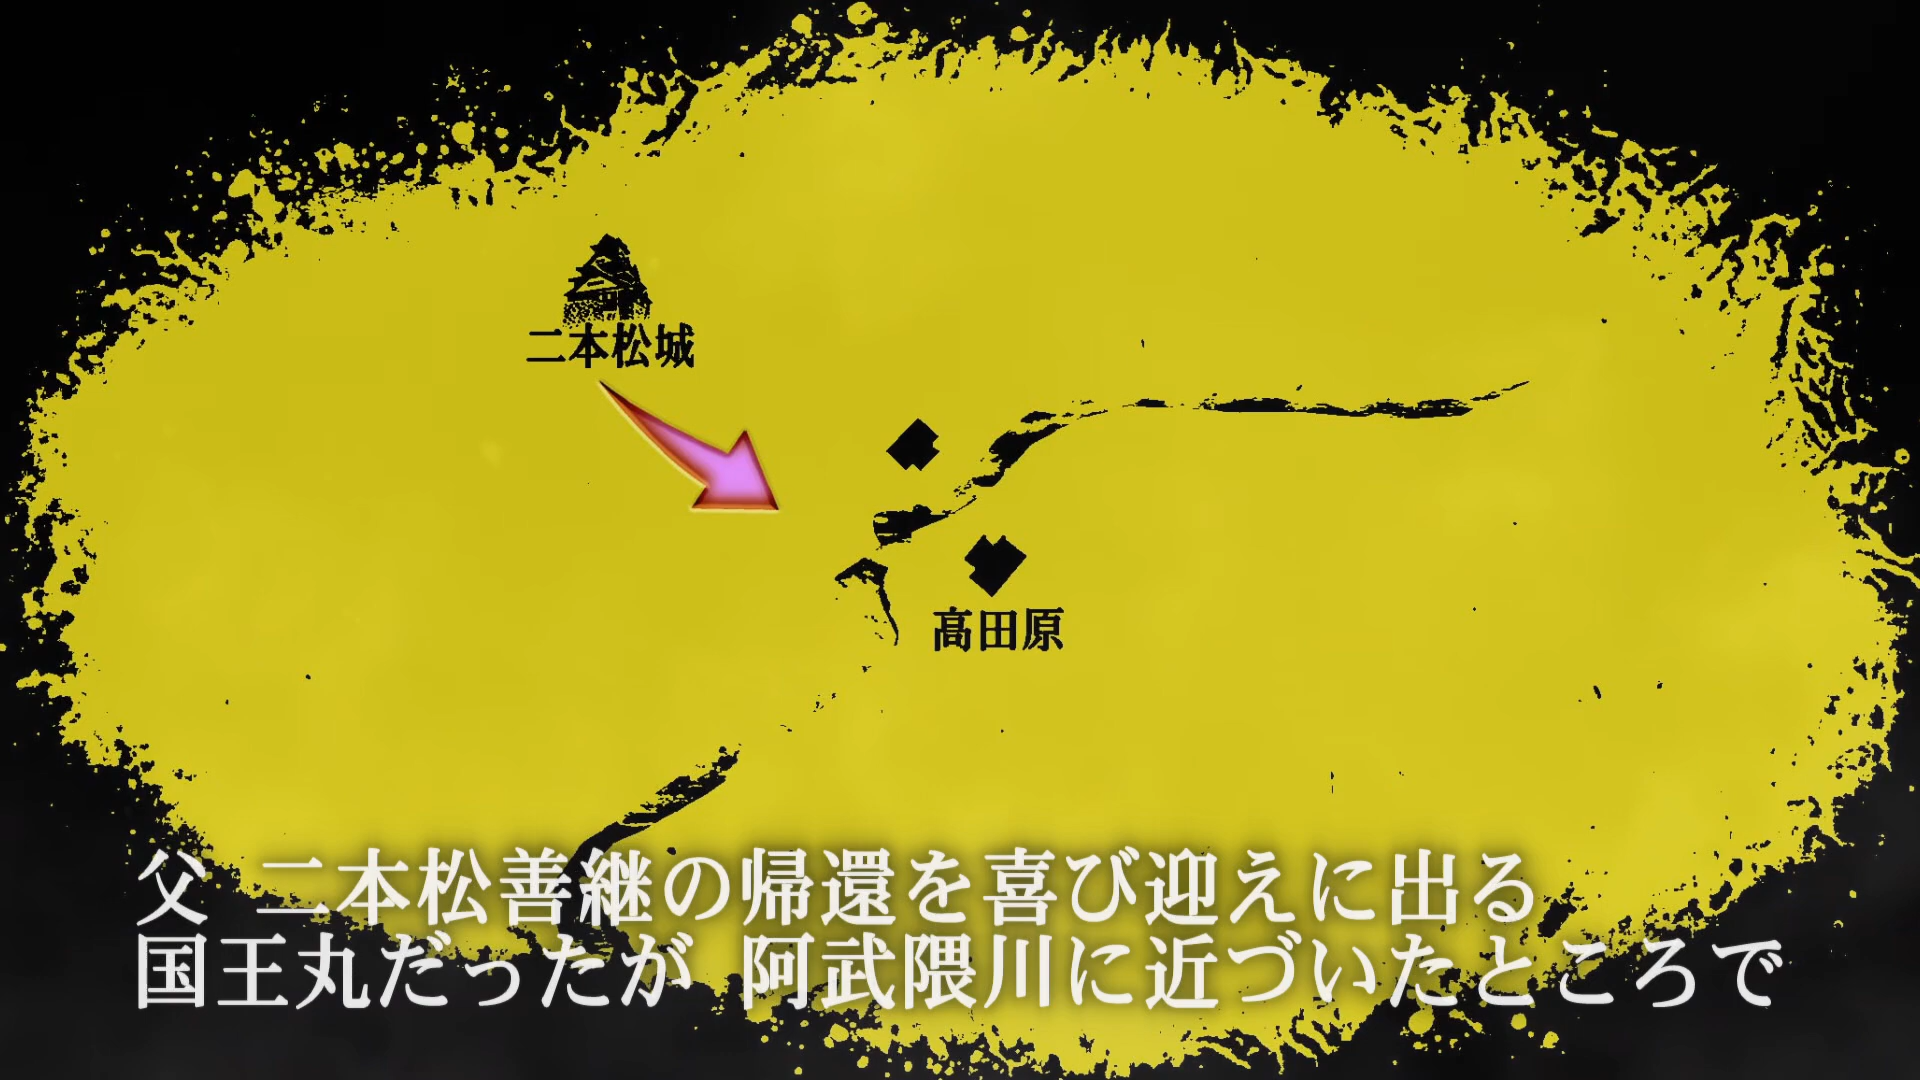 二本松城
高田原
父 二本松善継の帰還を喜び迎えに出る
国王丸だったが 阿武隈川に近づいたところで